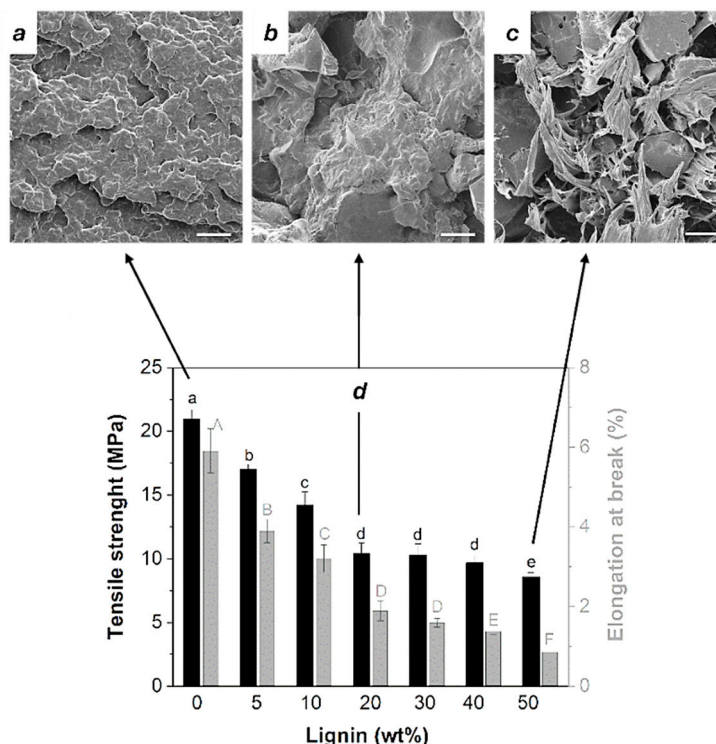 a b c
25
20
15
10
5
0
Tensile strenght (MPa)
8
6
4
2
0
Elongation at break (%)
d
a A
b B
c C
d D
d D
d E
e F
0 5 10 20 30 40 50
Lignin (wt%)